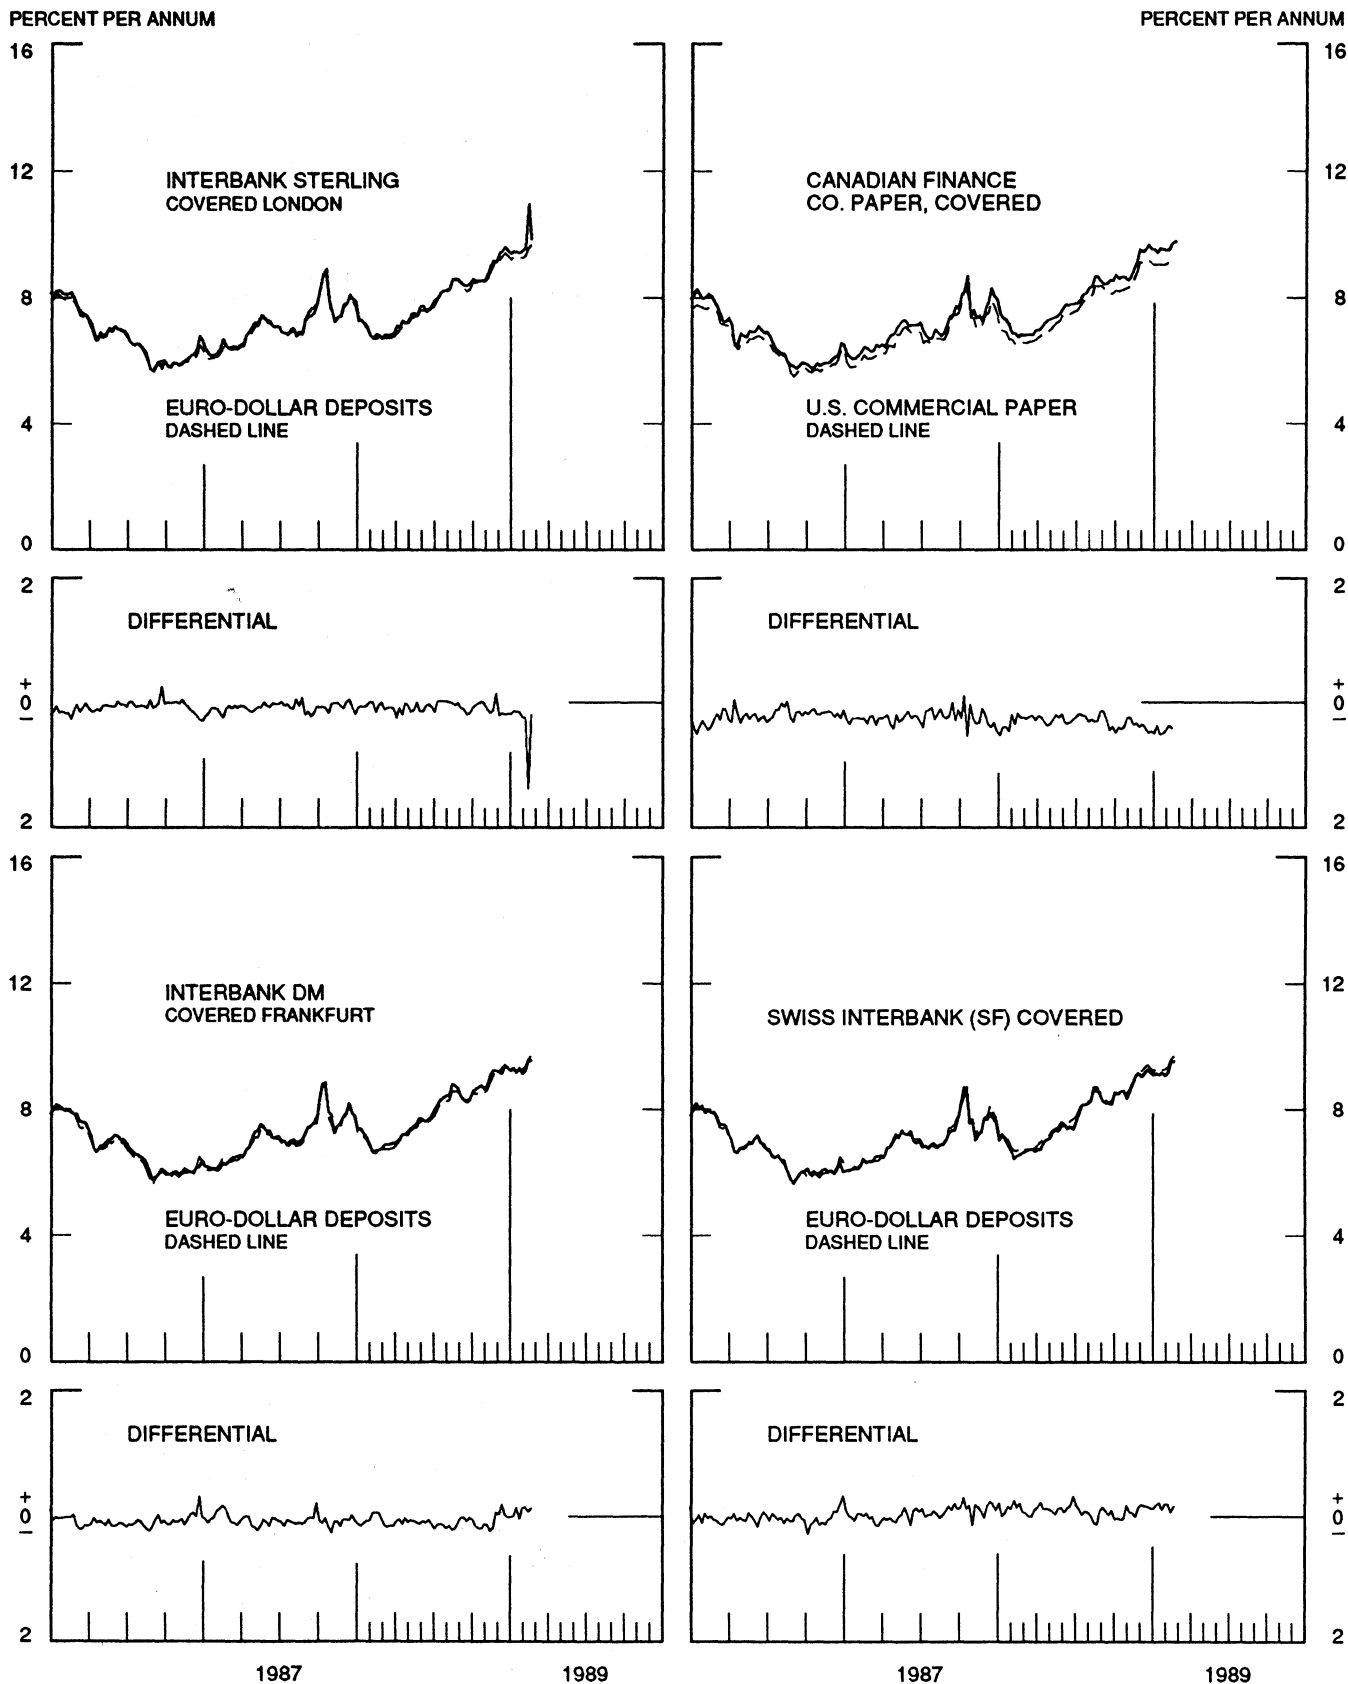 PERCENT PER ANNUM
PERCENT PER ANNUM
16
12
8
4
0
INTERBANK STERLING
COVERED LONDON
EURO-DOLLAR DEPOSITS
DASHED LINE
CANADIAN FINANCE
CO. PAPER, COVERED
U.S. COMMERCIAL PAPER
DASHED LINE
16
12
8
4
0
2
+
0
−
2
DIFFERENTIAL
DIFFERENTIAL
2
+
0
−
2
16
12
8
4
0
INTERBANK DM
COVERED FRANKFURT
EURO-DOLLAR DEPOSITS
DASHED LINE
SWISS INTERBANK (SF) COVERED
EURO-DOLLAR DEPOSITS
DASHED LINE
16
12
8
4
0
2
+
0
−
2
DIFFERENTIAL
DIFFERENTIAL
2
+
0
−
2
1987
1989
1987
1989